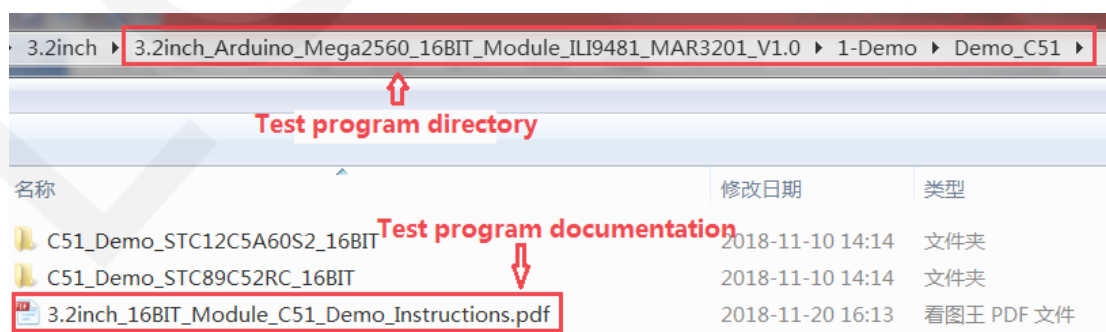 3.2inch ▸ 3.2inch_Arduino_Mega2560_16BIT_Module_ILI9481_MAR3201_V1.0 ▸ 1-Demo ▸ Demo_C51 ▸
Test program directory
名称 修改日期 类型
Test program documentation
C51_Demo_STC12C5A60S2_16BIT 2018-11-10 14:14 文件夹
C51_Demo_STC89C52RC_16BIT 2018-11-10 14:14 文件夹
3.2inch_16BIT_Module_C51_Demo_Instructions.pdf 2018-11-20 16:13 看图王 PDF 文件